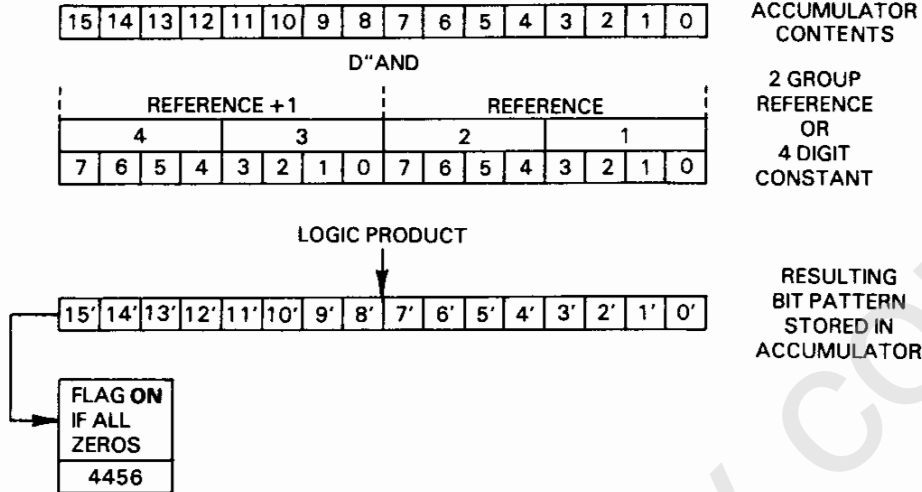 15 14 13 12 11 10 9 8 7 6 5 4 3 2 1 0
ACCUMULATOR
CONTENTS
D"AND
REFERENCE +1 REFERENCE
4 3 2 1
7 6 5 4 3 2 1 0 7 6 5 4 3 2 1 0
2 GROUP
REFERENCE
OR
4 DIGIT
CONSTANT
LOGIC PRODUCT
15' 14' 13' 12' 11' 10' 9' 8' 7' 6' 5' 4' 3' 2' 1' 0'
RESULTING
BIT PATTERN
STORED IN
ACCUMULATOR
FLAG ON
IF ALL
ZEROS
4456